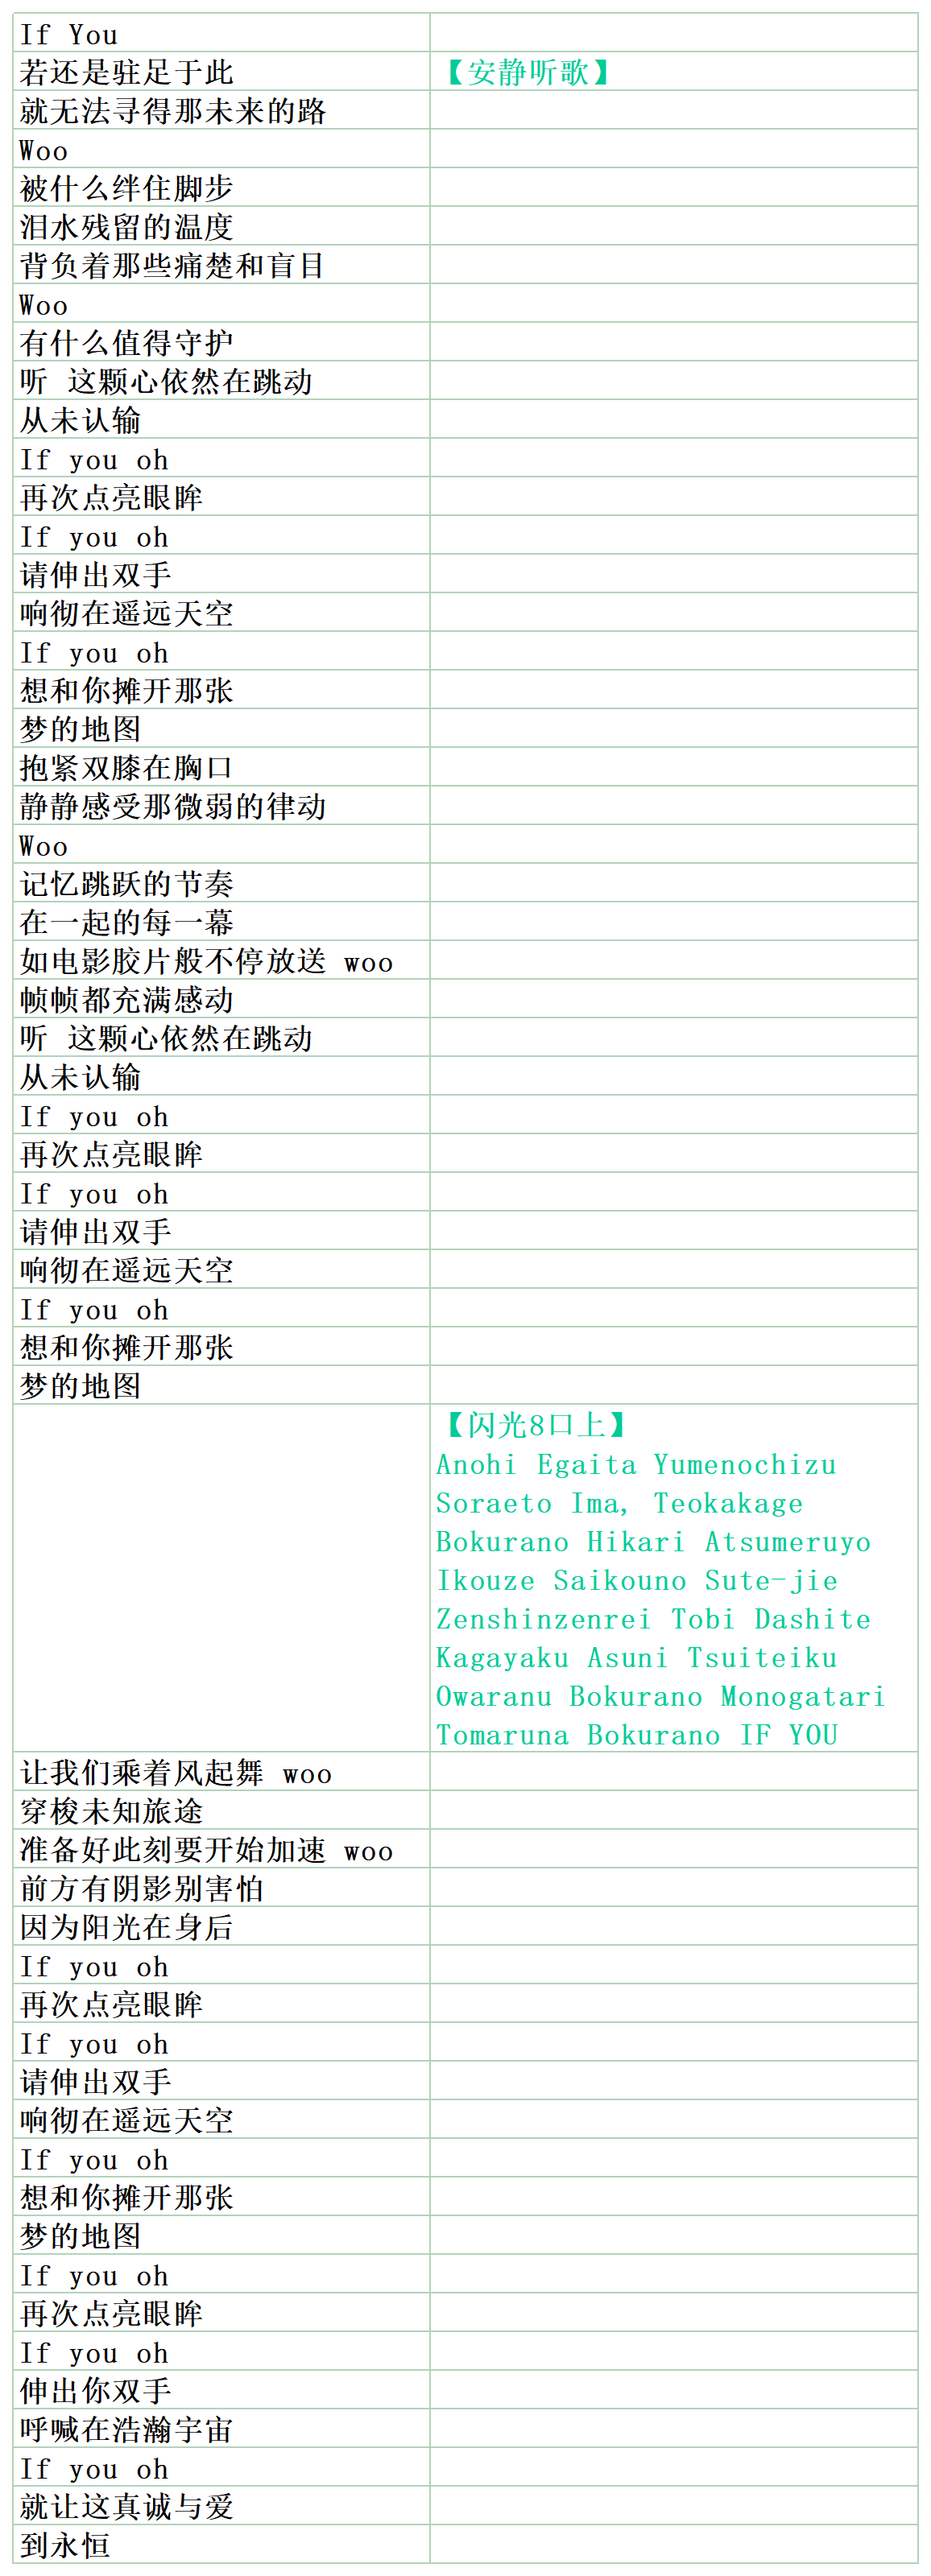 If You
若还是驻足于此 【安静听歌】
就无法寻得那未来的路
Woo
被什么绊住脚步
泪水残留的温度
背负着那些痛楚和盲目
Woo
有什么值得守护
听 这颗心依然在跳动
从未认输
If you oh
再次点亮眼眸
If you oh
请伸出双手
响彻在遥远天空
If you oh
想和你摊开那张
梦的地图
抱紧双膝在胸口
静静感受那微弱的律动
Woo
记忆跳跃的节奏
在一起的每一幕
如电影胶片般不停放送 woo
帧帧都充满感动
听 这颗心依然在跳动
从未认输
If you oh
再次点亮眼眸
If you oh
请伸出双手
响彻在遥远天空
If you oh
想和你摊开那张
梦的地图
【闪光8口上】
Anohi Egaita Yumenochizu
Soraeto Ima, Teokakage
Bokurano Hikari Atsumeruyo
Ikouze Saikouno Sute-jie
Zenshinzenrei Tobi Dashite
Kagayaku Asuni Tsuiteiku
Owaranu Bokurano Monogatari
Tomaruna Bokurano IF YOU
让我们乘着风起舞 woo
穿梭未知旅途
准备好此刻要开始加速 woo
前方有阴影别害怕
因为阳光在身后
If you oh
再次点亮眼眸
If you oh
请伸出双手
响彻在遥远天空
If you oh
想和你摊开那张
梦的地图
If you oh
再次点亮眼眸
If you oh
伸出你双手
呼喊在浩瀚宇宙
If you oh
就让这真诚与爱
到永恒